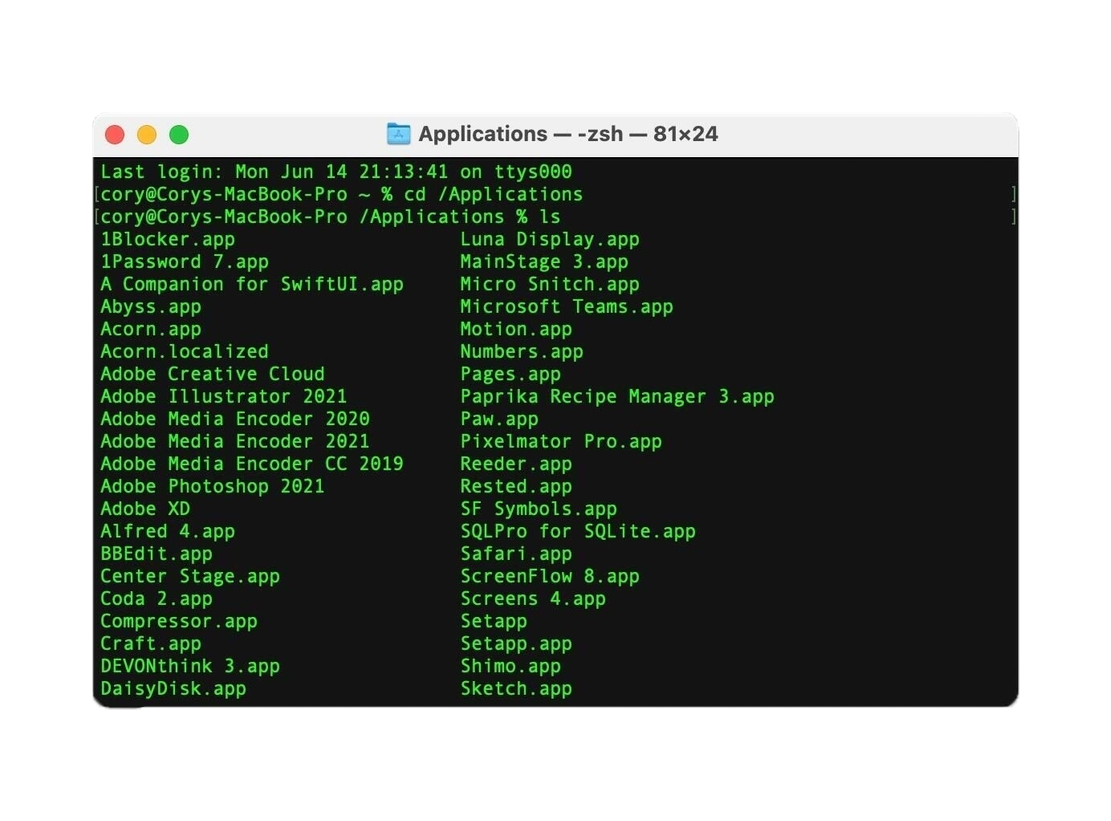 Applications — -zsh — 81×24
Last login: Mon Jun 14 21:13:41 on ttys000
[cory@Corys-MacBook-Pro ~ % cd /Applications ]
[cory@Corys-MacBook-Pro /Applications % ls ]
1Blocker.app Luna Display.app
1Password 7.app MainStage 3.app
A Companion for SwiftUI.app Micro Snitch.app
Abyss.app Microsoft Teams.app
Acorn.app Motion.app
Acorn.localized Numbers.app
Adobe Creative Cloud Pages.app
Adobe Illustrator 2021 Paprika Recipe Manager 3.app
Adobe Media Encoder 2020 Paw.app
Adobe Media Encoder 2021 Pixelmator Pro.app
Adobe Media Encoder CC 2019 Reeder.app
Adobe Photoshop 2021 Rested.app
Adobe XD SF Symbols.app
Alfred 4.app SQLPro for SQLite.app
BBEdit.app Safari.app
Center Stage.app ScreenFlow 8.app
Coda 2.app Screens 4.app
Compressor.app Setapp
Craft.app Setapp.app
DEVONthink 3.app Shimo.app
DaisyDisk.app Sketch.app